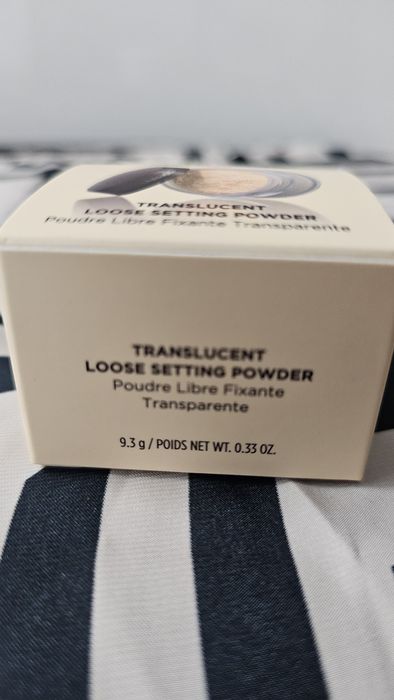 TRANSLUCENT
LOOSE SETTING POWDER
Poudre Libre Fixante Transparente
TRANSLUCENT
LOOSE SETTING POWDER
Poudre Libre Fixante
Transparente
9.3 g / POIDS NET WT. 0.33 OZ.